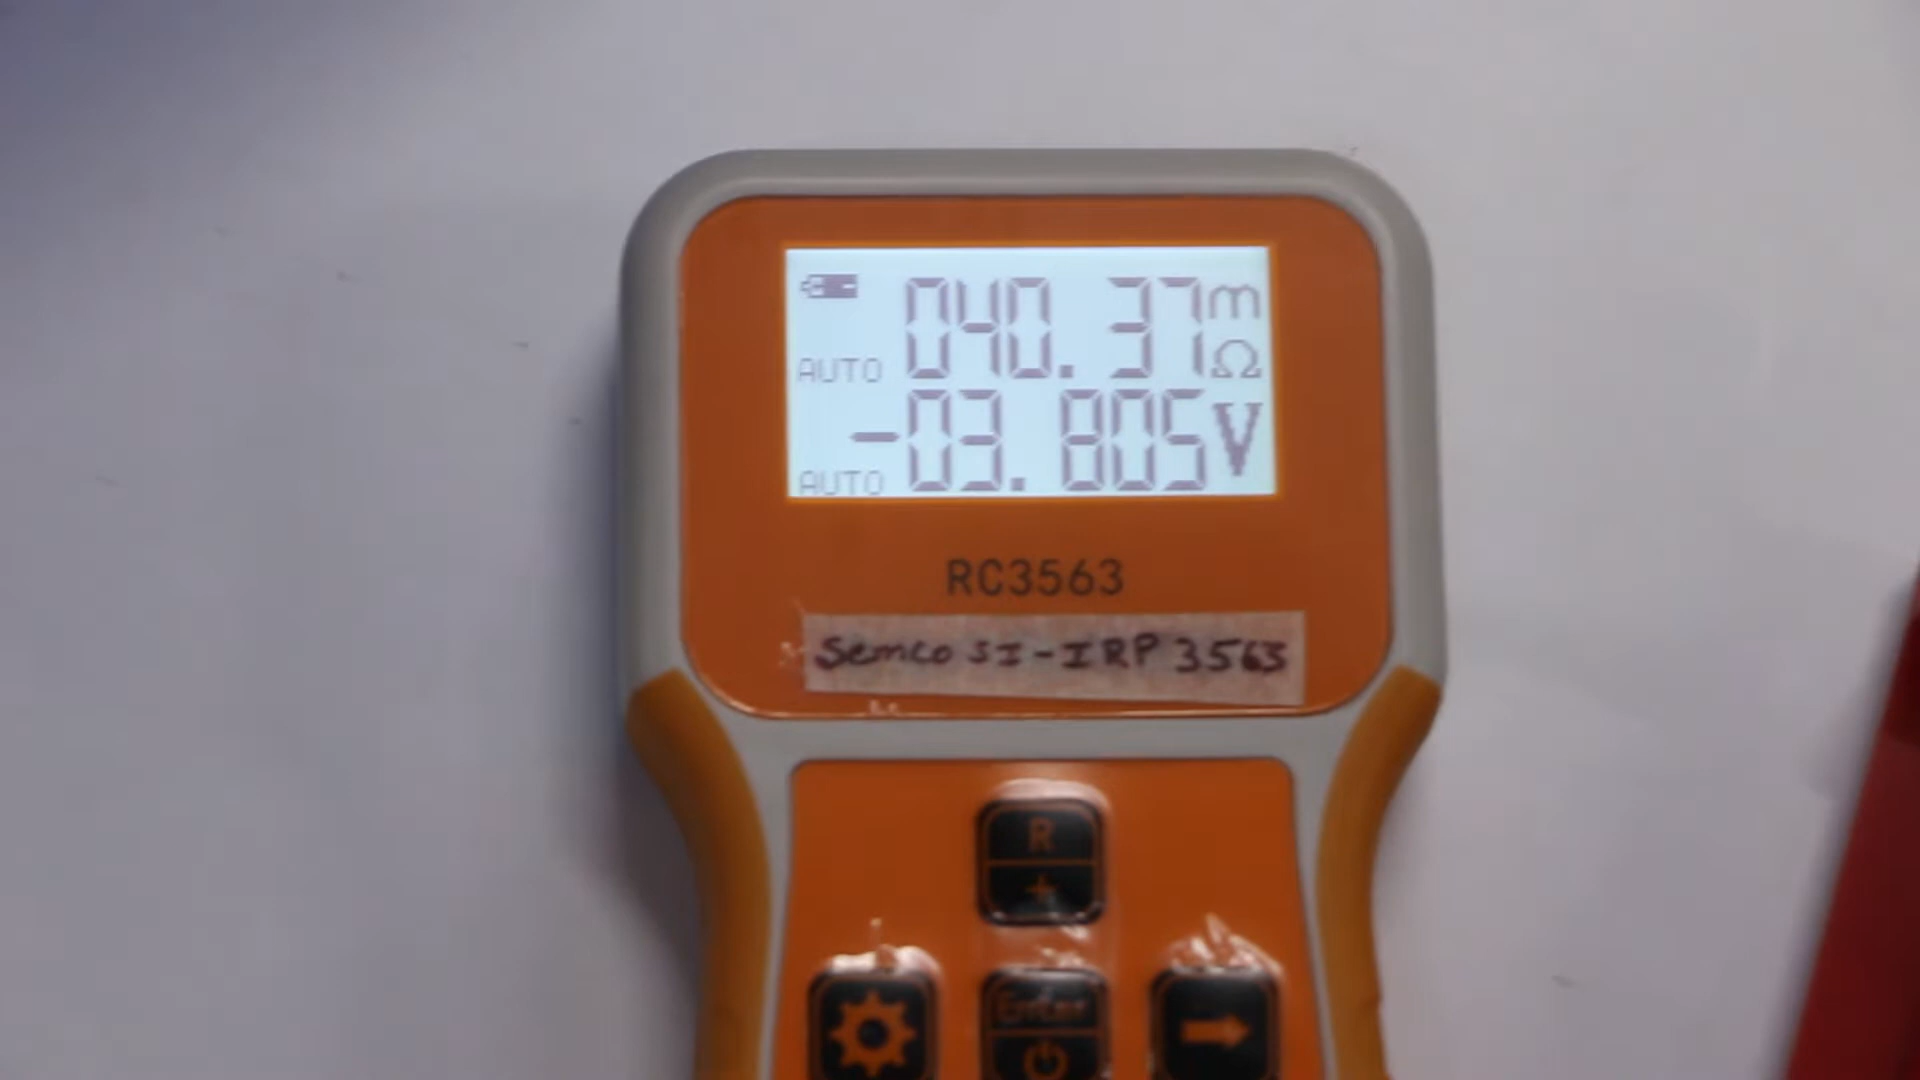 040.37mΩ
AUTO
-03.805V
AUTO
RC3563
Semco SI-IRP 3563
R
+
Enter